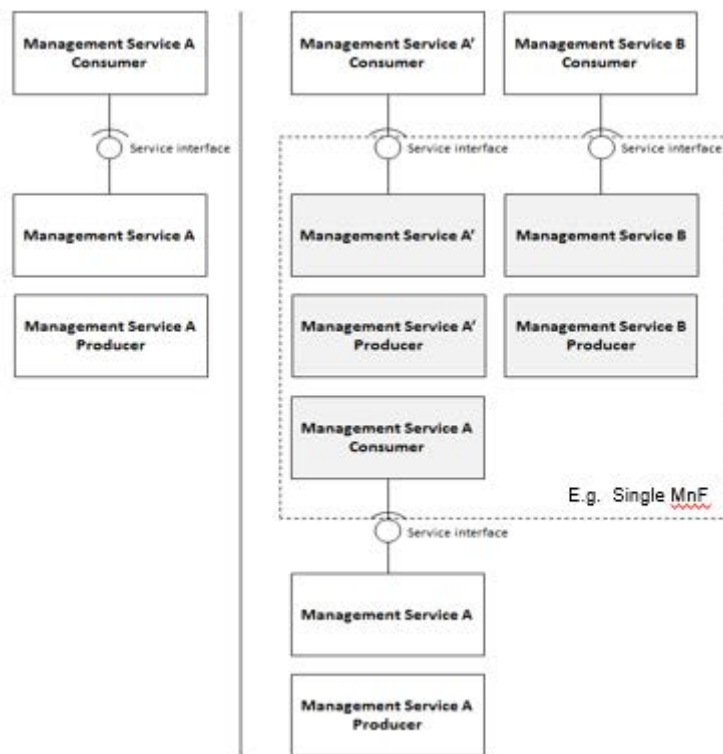 Management Service A
Consumer
Service interface
Management Service A
Management Service A
Producer
Management Service A'
Consumer
Management Service B
Consumer
Service interface
Service interface
Management Service A'
Management Service B
Management Service A'
Producer
Management Service B
Producer
Management Service A
Consumer
E.g. Single MnF
Service interface
Management Service A
Management Service A
Producer